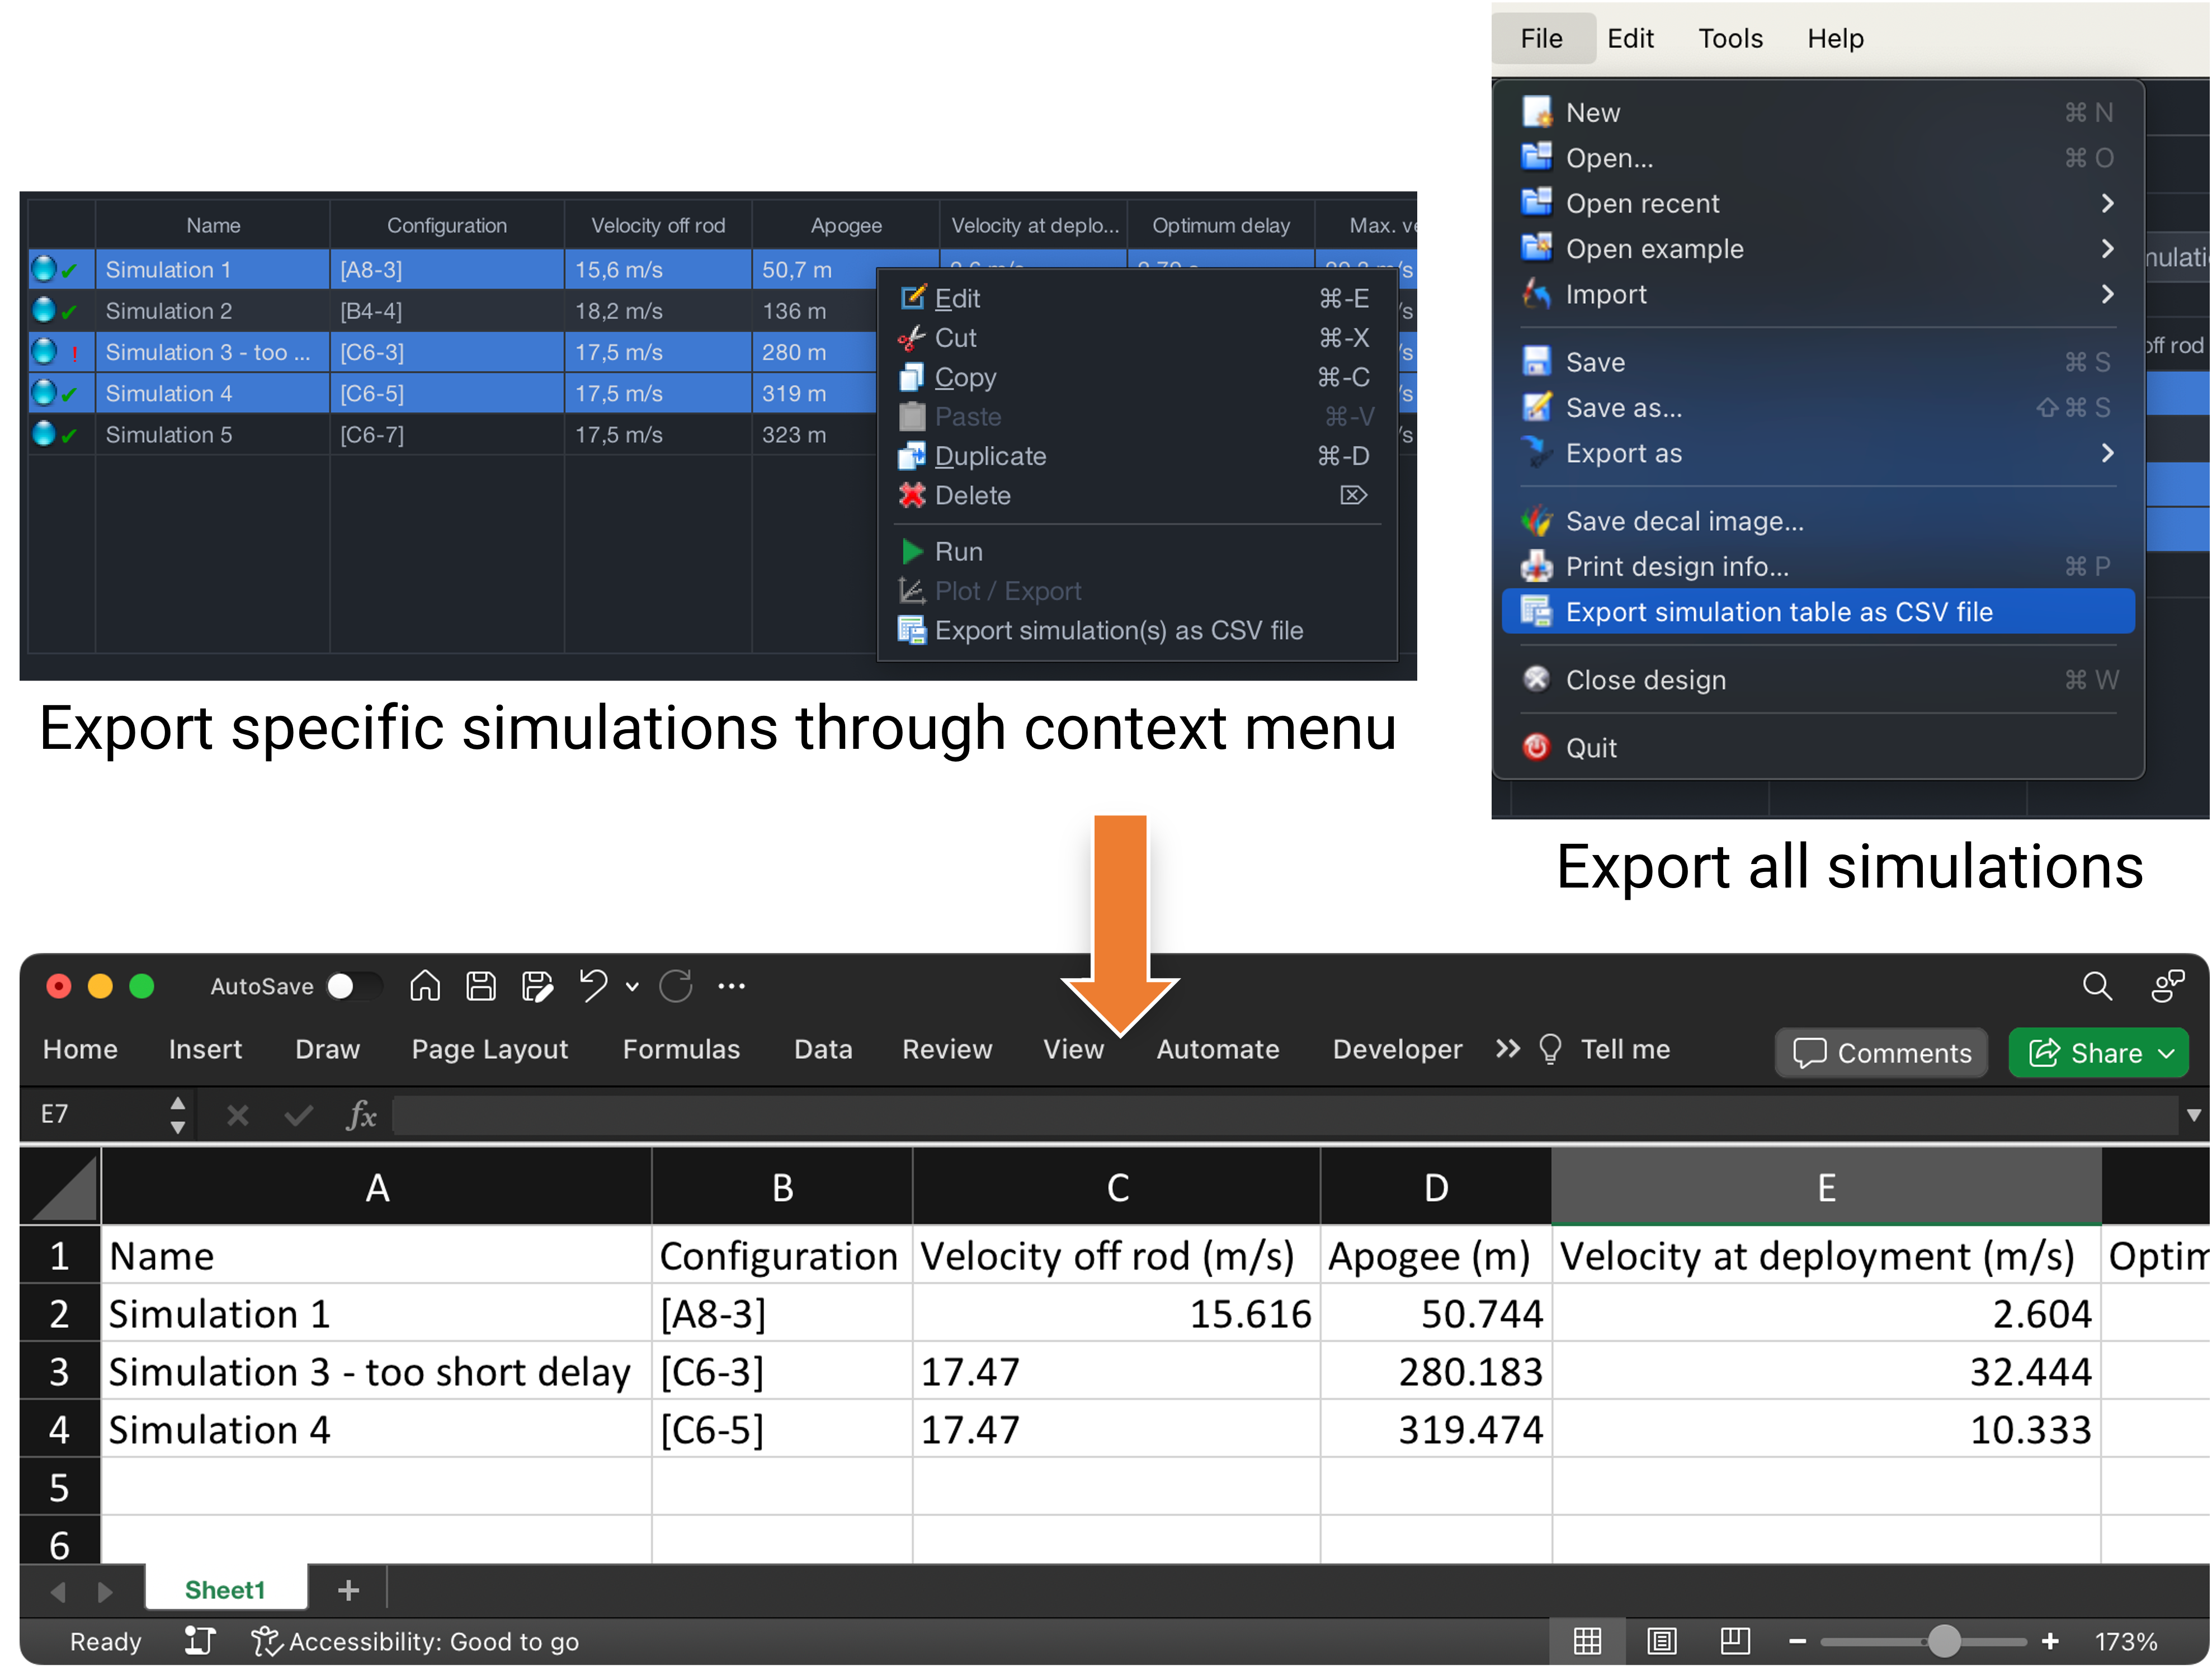 Name Configuration Velocity off rod Apogee Velocity at deplo... Optimum delay Max. ve
Simulation 1 [A8-3] 15,6 m/s 50,7 m
Simulation 2 [B4-4] 18,2 m/s 136 m
Simulation 3 - too ... [C6-3] 17,5 m/s 280 m
Simulation 4 [C6-5] 17,5 m/s 319 m
Simulation 5 [C6-7] 17,5 m/s 323 m
Edit ⌘-E
Cut ⌘-X
Copy ⌘-C
Paste ⌘-V
Duplicate ⌘-D
Delete ⌦
Run
Plot / Export
Export simulation(s) as CSV file
Export specific simulations through context menu
File Edit Tools Help
New ⌘ N
Open... ⌘ O
Open recent
Open example
Import
Save ⌘ S
Save as... ⇧ ⌘ S
Export as
Save decal image...
Print design info... ⌘ P
Export simulation table as CSV file
Close design ⌘ W
Quit
off rod
Export all simulations
AutoSave
Home Insert Draw Page Layout Formulas Data Review View Automate Developer Tell me Comments Share
E7 fx
A B C D E
1 Name Configuration Velocity off rod (m/s) Apogee (m) Velocity at deployment (m/s) Optim
2 Simulation 1 [A8-3] 15.616 50.744 2.604
3 Simulation 3 - too short delay [C6-3] 17.47 280.183 32.444
4 Simulation 4 [C6-5] 17.47 319.474 10.333
5
6
Sheet1 +
Ready Accessibility: Good to go 173%